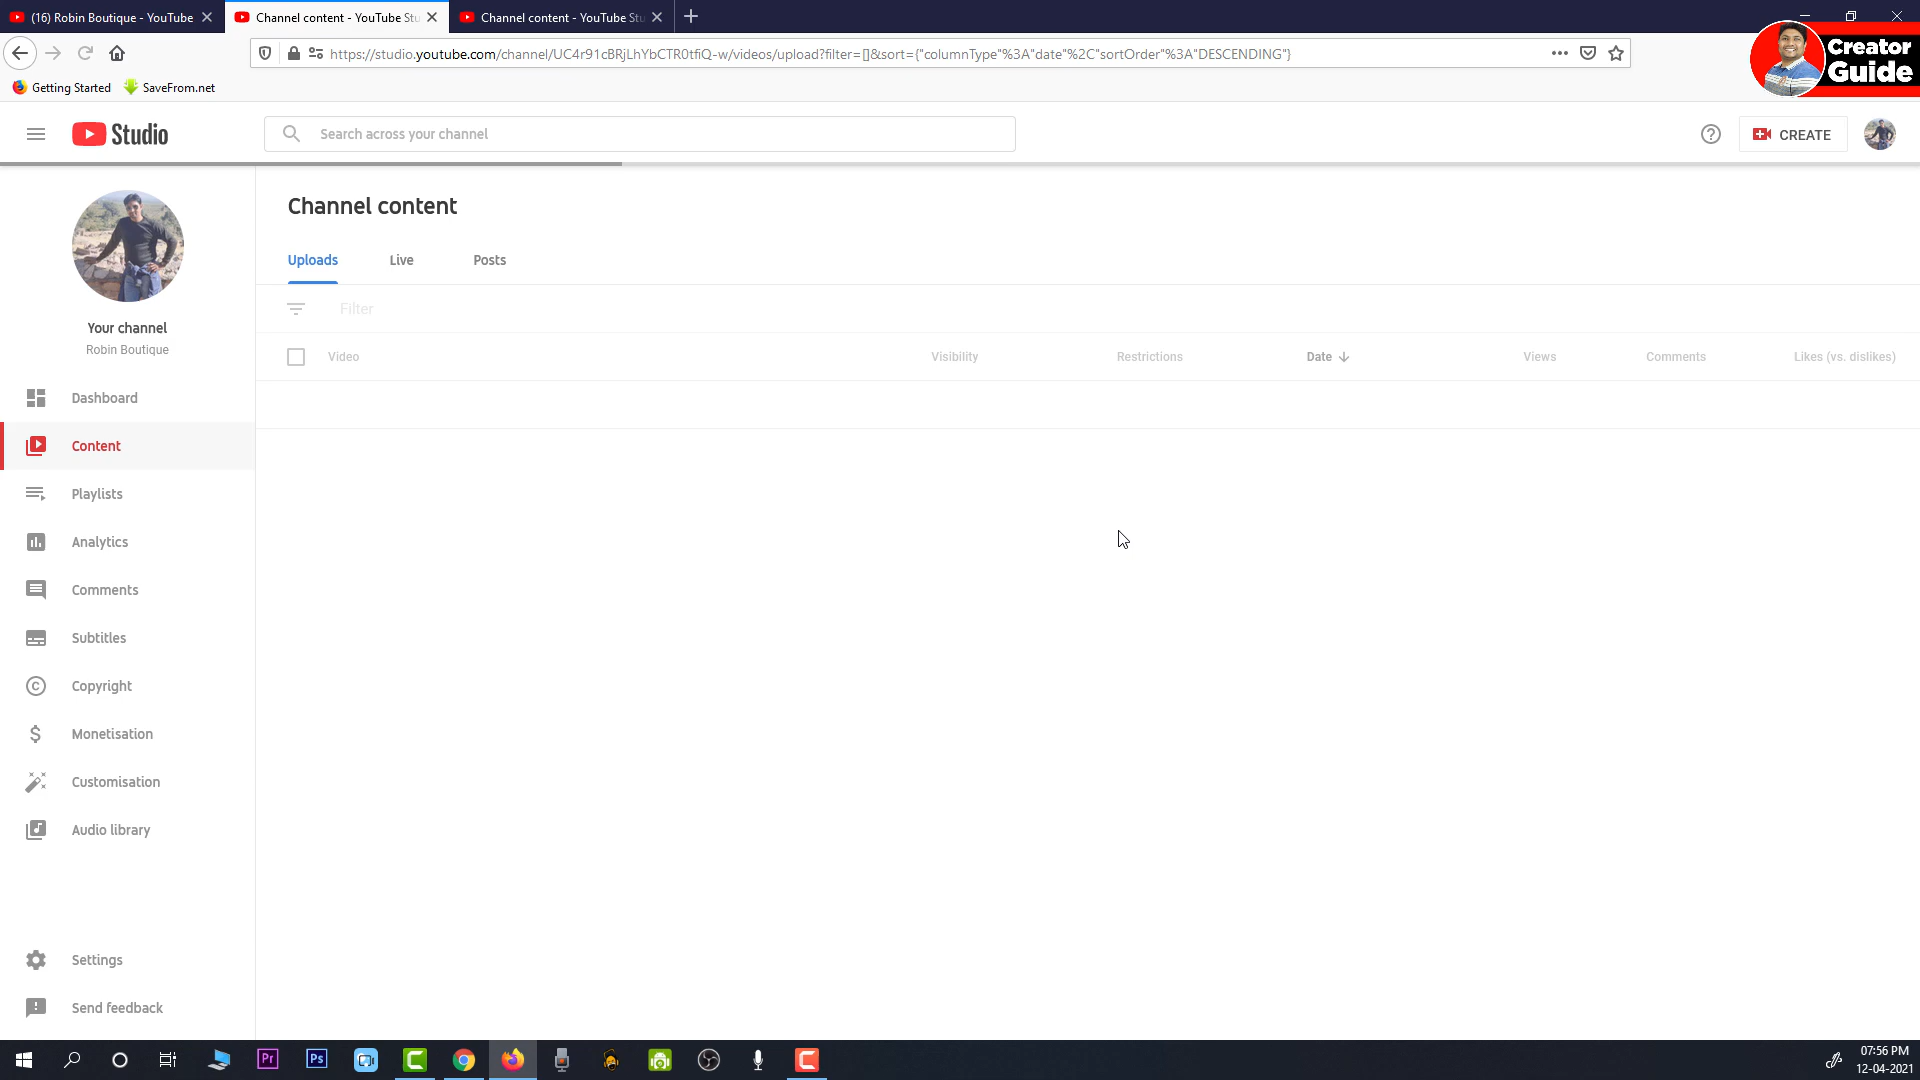 (16) Robin Boutique - YouTube
Channel content - YouTube Stu
Channel content - YouTube Stu
https://studio.youtube.com/channel/UC4r91cBRjLhYbCTR0tfiQ-w/videos/upload?filter=[]&sort={"columnType"%3A"date"%2C"sortOrder"%3A"DESCENDING"}
Creator
Guide
Getting Started
SaveFrom.net
Studio
Search across your channel
CREATE
Channel content
Uploads
Live
Posts
Filter
Video
Visibility
Restrictions
Date
Views
Comments
Likes (vs. dislikes)
Your channel
Robin Boutique
Dashboard
Content
Playlists
Analytics
Comments
Subtitles
Copyright
Monetisation
Customisation
Audio library
Settings
Send feedback
Pr
Ps
07:56 PM
12-04-2021